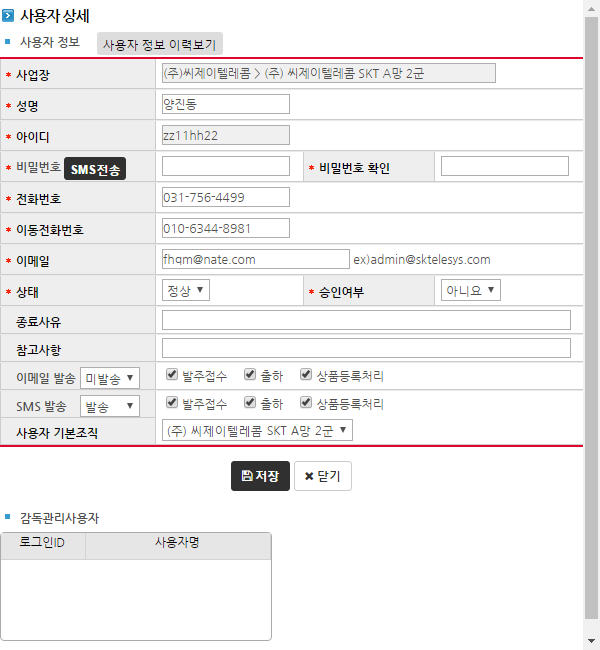 사용자 상세
사용자 정보 사용자 정보 이력보기
* 사업장 (주)씨제이텔레콤 > (주) 씨제이텔레콤 SKT A망 2군
* 성명 양진동
* 아이디 zz11hh22
* 비밀번호 SMS전송 * 비밀번호 확인
* 전화번호 031-756-4499
* 이동전화번호 010-6344-8981
* 이메일 fhqm@nate.com ex)admin@sktelesys.com
* 상태 정상 * 승인여부 아니요
종료사유
참고사항
이메일 발송 미발송 발주접수 출하 상품등록처리
SMS 발송 발송 발주접수 출하 상품등록처리
사용자 기본조직 (주) 씨제이텔레콤 SKT A망 2군
저장 닫기
감독관리사용자
로그인ID 사용자명